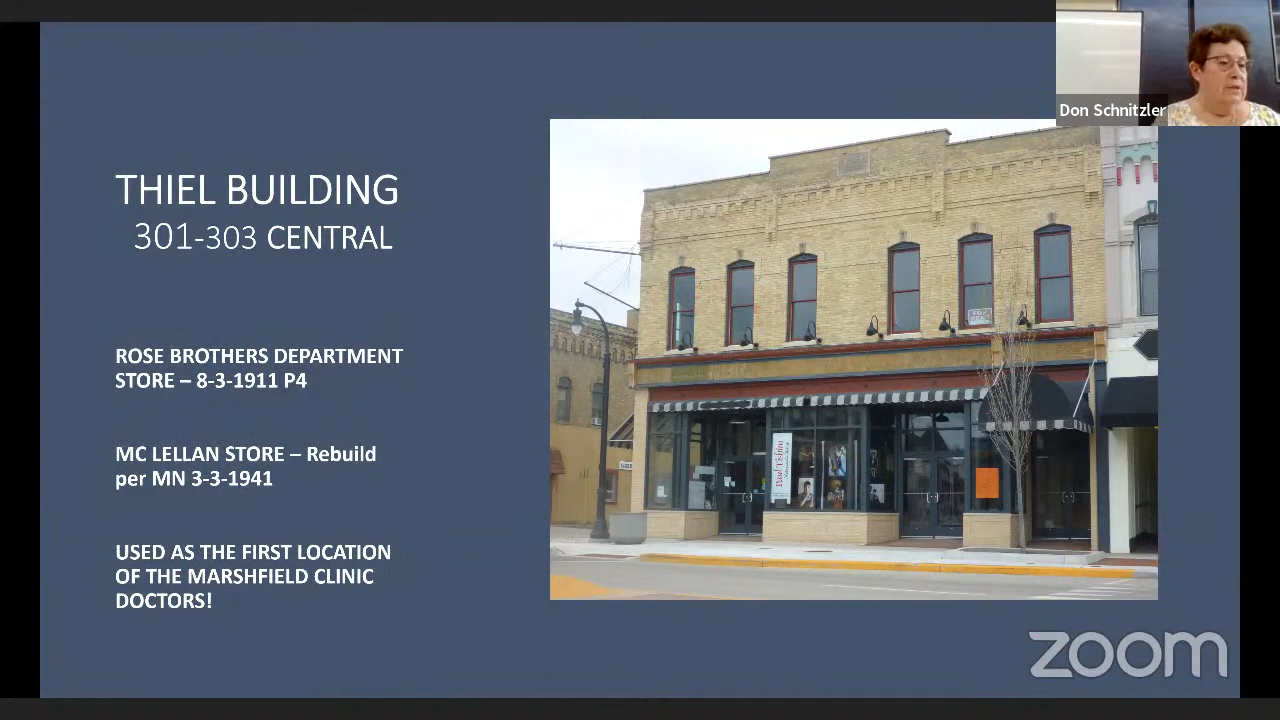 Don Schnitzler
THIEL BUILDING
301-303 CENTRAL
ROSE BROTHERS DEPARTMENT
STORE – 8-3-1911 P4
MC LELLAN STORE – Rebuild
per MN 3-3-1941
USED AS THE FIRST LOCATION
OF THE MARSHFIELD CLINIC
DOCTORS!
FOR
zoom